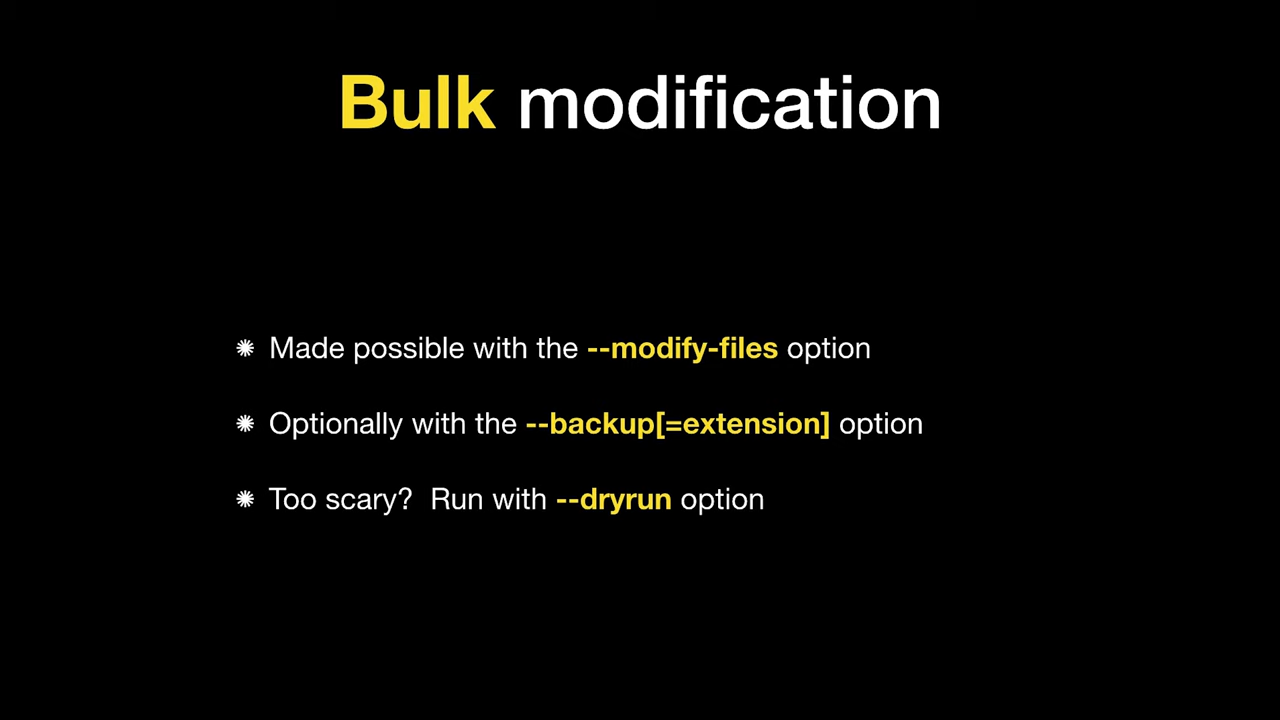 Bulk modification
✺ Made possible with the --modify-files option
✺ Optionally with the --backup[=extension] option
✺ Too scary?  Run with --dryrun option